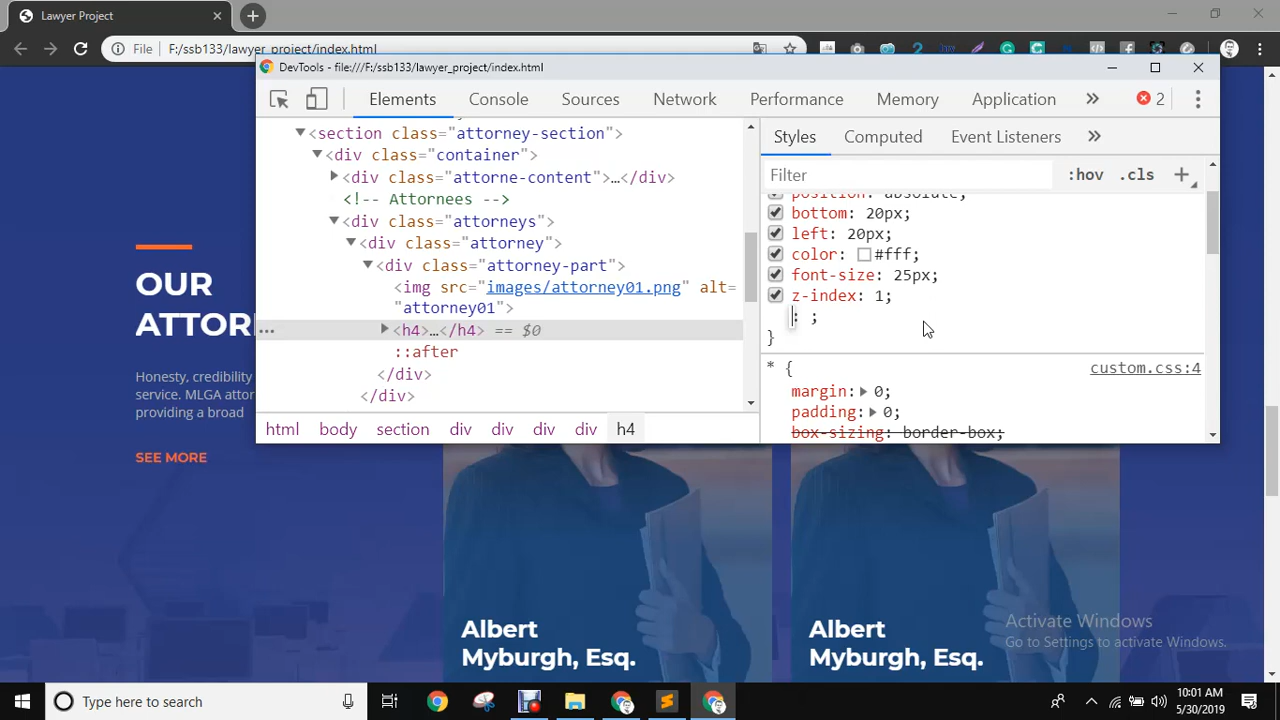 Lawyer Project
File
F:/ssb133/lawyer_project/index.html
DevTools - file:///F:/ssb133/lawyer_project/index.html
Elements
Console
Sources
Network
Performance
Memory
Application
2
<section class="attorney-section">
<div class="container">
<div class="attorne-content">…</div>
<!-- Attornees -->
<div class="attorneys">
<div class="attorney">
<div class="attorney-part">
<img src="images/attorney01.png" alt=
"attorney01">
<h4>…</h4> == $0
::after
</div>
</div>
html
body
section
div
div
div
div
h4
Styles
Computed
Event Listeners
Filter
:hov
.cls
position: absolute;
bottom: 20px;
left: 20px;
color: #fff;
font-size: 25px;
z-index: 1;
: ;
}
* {
custom.css:4
margin: 0;
padding: 0;
box-sizing: border-box;
OUR
ATTOR
Honesty, credibility
service. MLGA attor
providing a broad
SEE MORE
Albert
Myburgh, Esq.
Albert
Myburgh, Esq.
Activate Windows
Go to Settings to activate Windows.
Type here to search
10:01 AM
5/30/2019